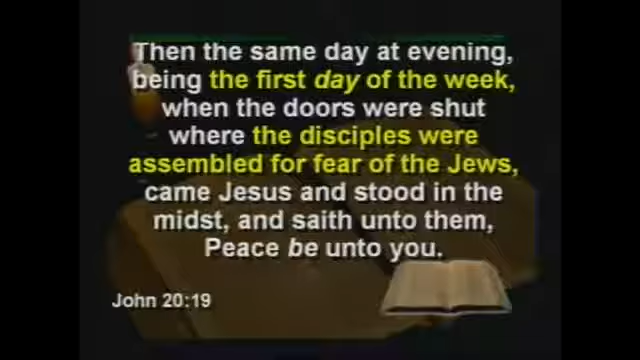 Then the same day at evening,
being the first day of the week,
when the doors were shut
where the disciples were
assembled for fear of the Jews,
came Jesus and stood in the
midst, and saith unto them,
Peace be unto you.
John 20:19